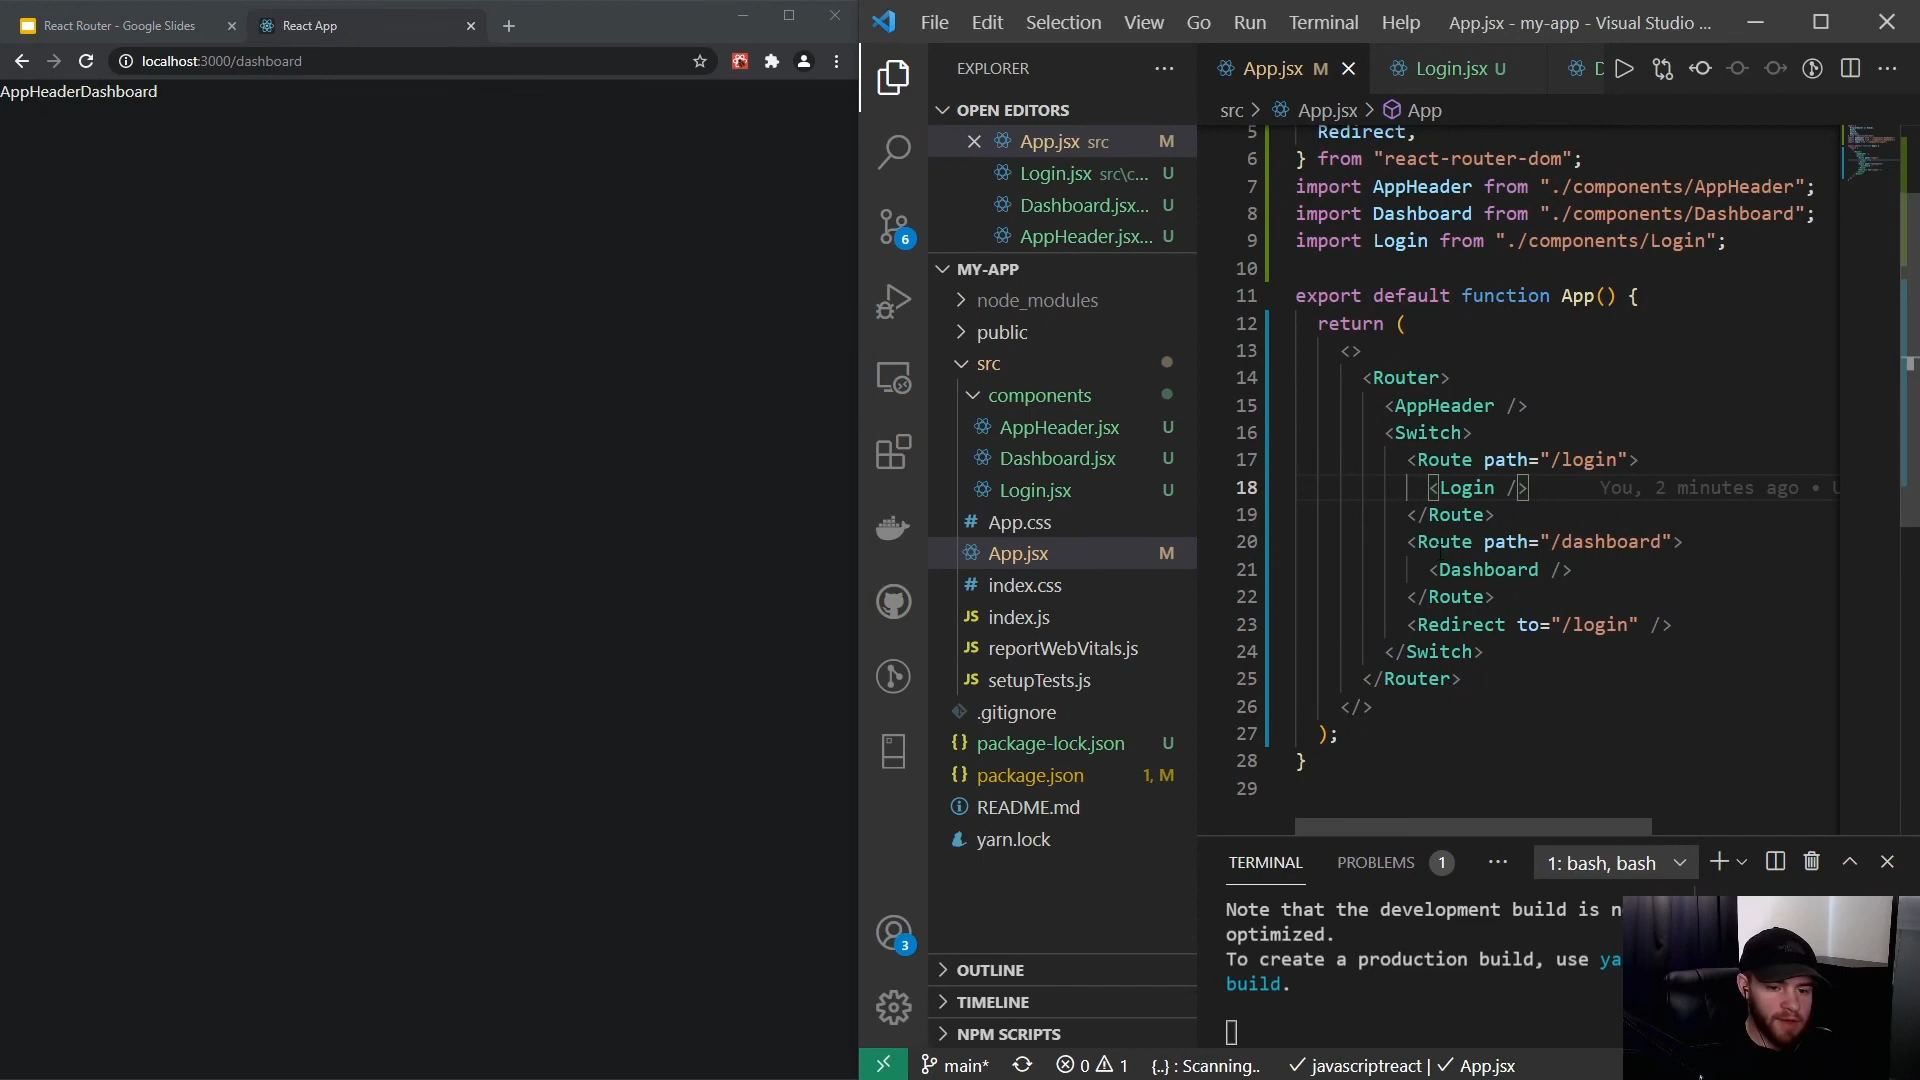 React Router - Google Slides
React App
localhost:3000/dashboard
AppHeaderDashboard
File Edit Selection View Go Run Terminal Help App.jsx - my-app - Visual Studio ...
EXPLORER
OPEN EDITORS
App.jsx src M
Login.jsx src\c... U
Dashboard.jsx... U
AppHeader.jsx... U
MY-APP
node_modules
public
src
components
AppHeader.jsx U
Dashboard.jsx U
Login.jsx U
# App.css
App.jsx M
# index.css
JS index.js
JS reportWebVitals.js
JS setupTests.js
.gitignore
{} package-lock.json U
{} package.json 1, M
README.md
yarn.lock
OUTLINE
TIMELINE
NPM SCRIPTS
6
3
App.jsx M
Login.jsx U
src > App.jsx > App
5 Redirect,
6 } from "react-router-dom";
7 import AppHeader from "./components/AppHeader";
8 import Dashboard from "./components/Dashboard";
9 import Login from "./components/Login";
10
11 export default function App() {
12 return (
13 <>
14 <Router>
15 <AppHeader />
16 <Switch>
17 <Route path="/login">
18 <Login /> You, 2 minutes ago • U
19 </Route>
20 <Route path="/dashboard">
21 <Dashboard />
22 </Route>
23 <Redirect to="/login" />
24 </Switch>
25 </Router>
26 </>
27 );
28 }
29
TERMINAL PROBLEMS 1 ... 1: bash, bash
Note that the development build is n
optimized.
To create a production build, use ya
build.
main* 0 1 {..} : Scanning.. javascriptreact | App.jsx